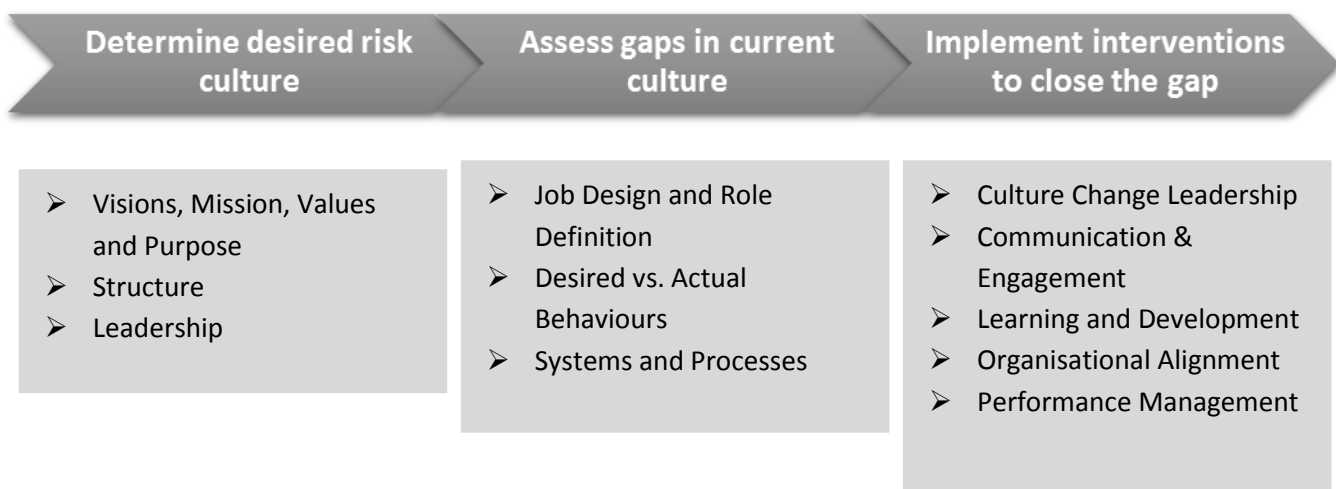 Determine desired risk
culture
Assess gaps in current
culture
Implement interventions
to close the gap
➢ Visions, Mission, Values
and Purpose
➢ Structure
➢ Leadership
➢ Job Design and Role
Definition
➢ Desired vs. Actual
Behaviours
➢ Systems and Processes
➢ Culture Change Leadership
➢ Communication &
Engagement
➢ Learning and Development
➢ Organisational Alignment
➢ Performance Management